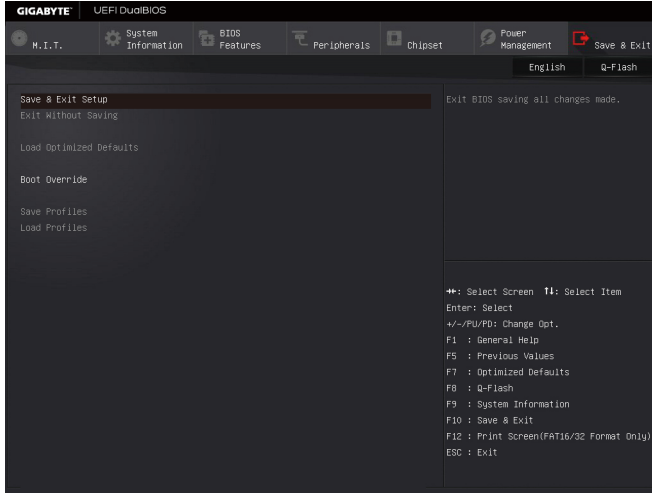 GIGABYTE™ UEFI DualBIOS
M.I.T. System Information BIOS Features Peripherals Chipset Power Management Save & Exit
English Q-Flash
Save & Exit Setup
Exit BIOS saving all changes made.
Exit Without Saving
Load Optimized Defaults
Boot Override
Save Profiles
Load Profiles
→←: Select Screen ↑↓: Select Item
Enter: Select
+/-/PU/PD: Change Opt.
F1 : General Help
F5 : Previous Values
F7 : Optimized Defaults
F8 : Q-Flash
F9 : System Information
F10 : Save & Exit
F12 : Print Screen(FAT16/32 Format Only)
ESC : Exit